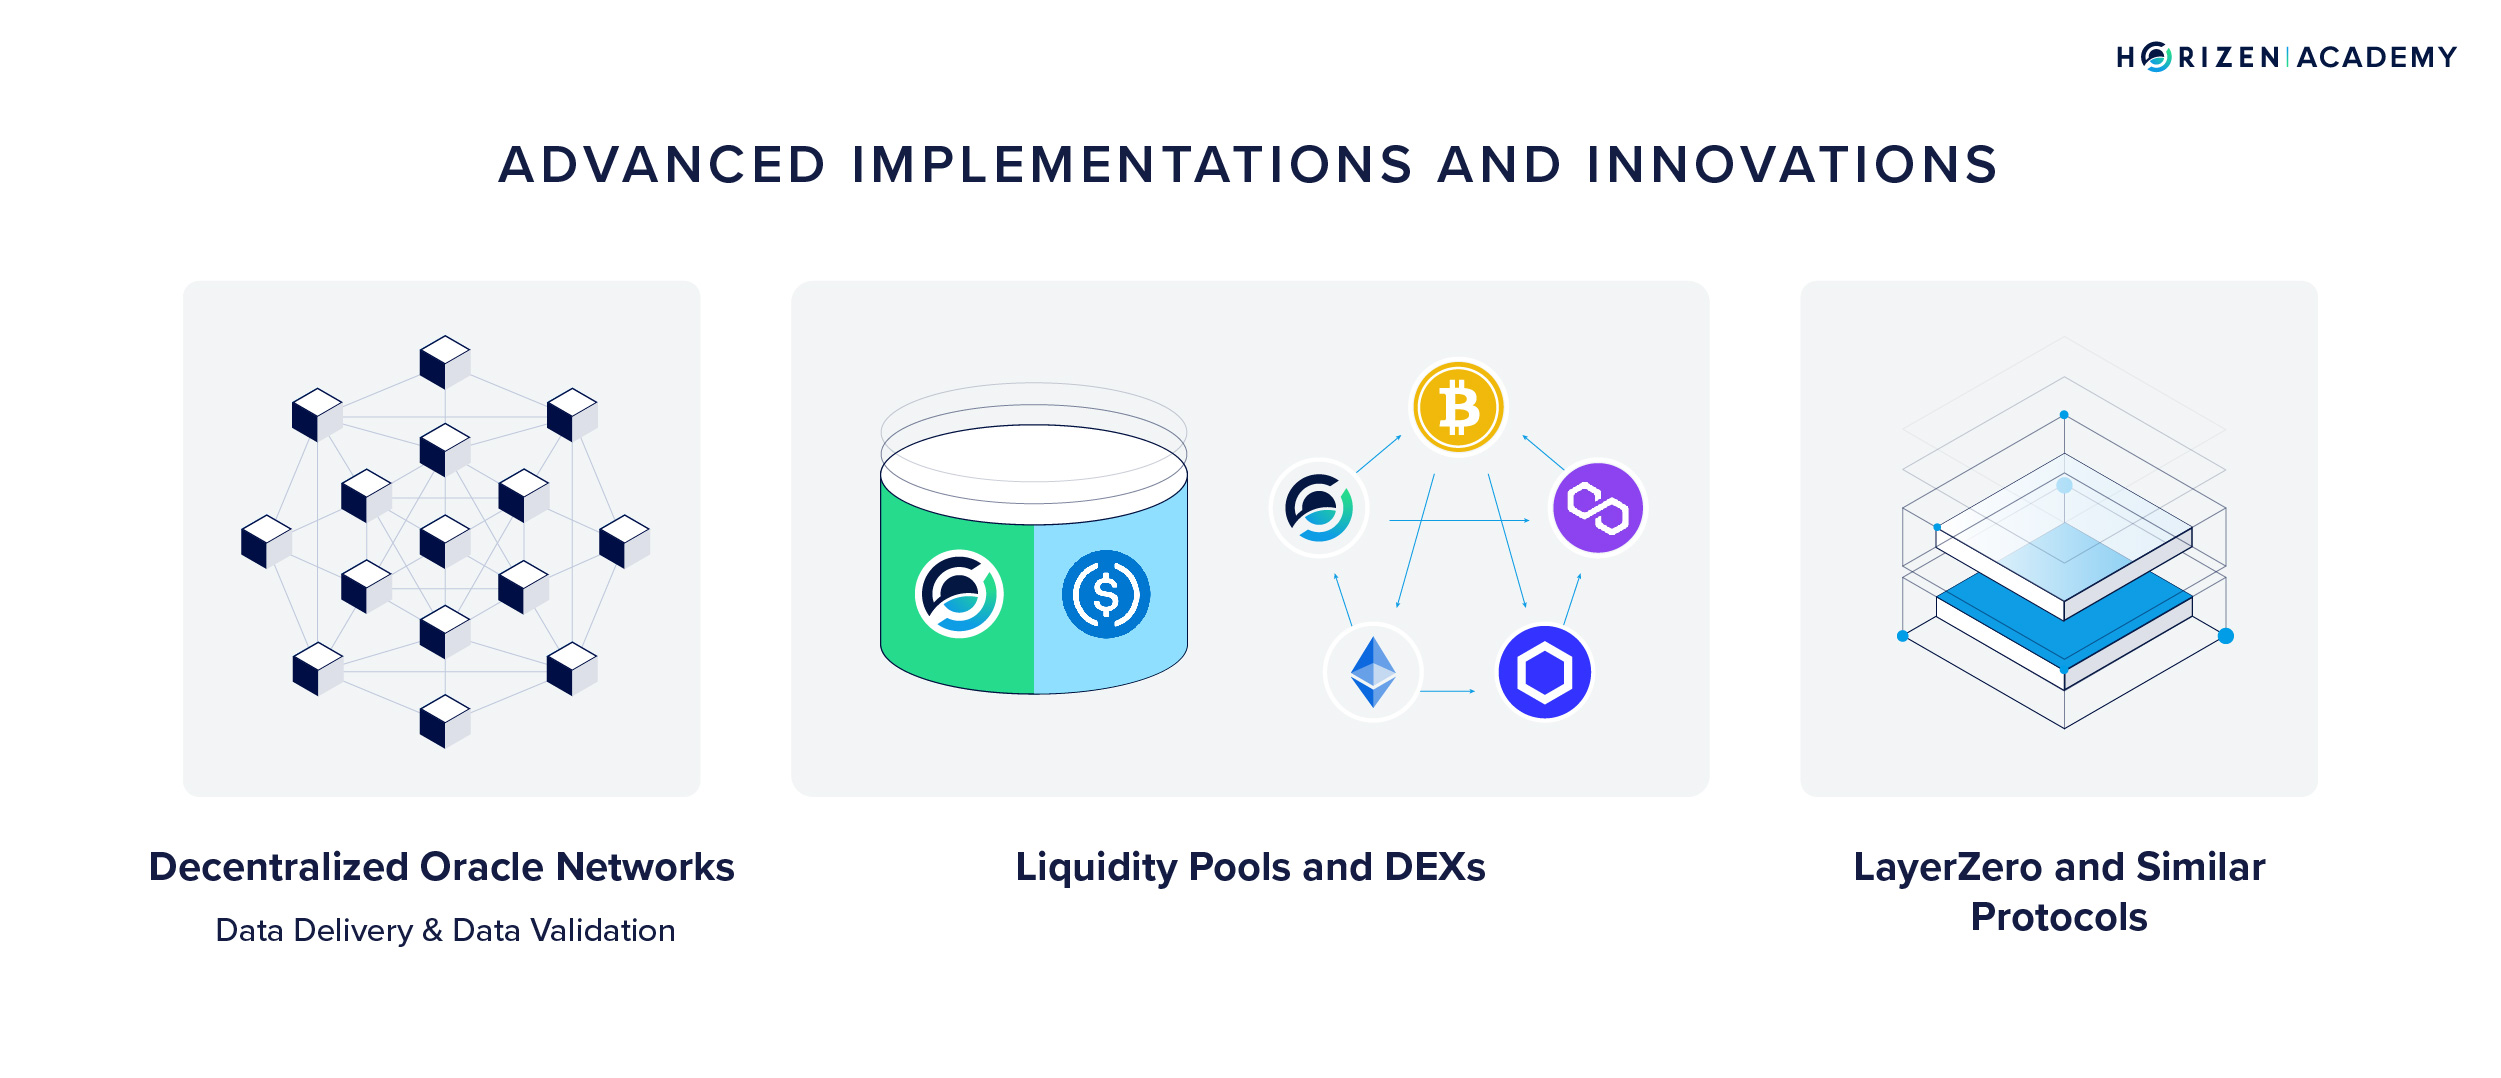 HORIZEN | ACADEMY
ADVANCED IMPLEMENTATIONS AND INNOVATIONS
Decentralized Oracle Networks
Data Delivery & Data Validation
Liquidity Pools and DEXs
LayerZero and Similar
Protocols